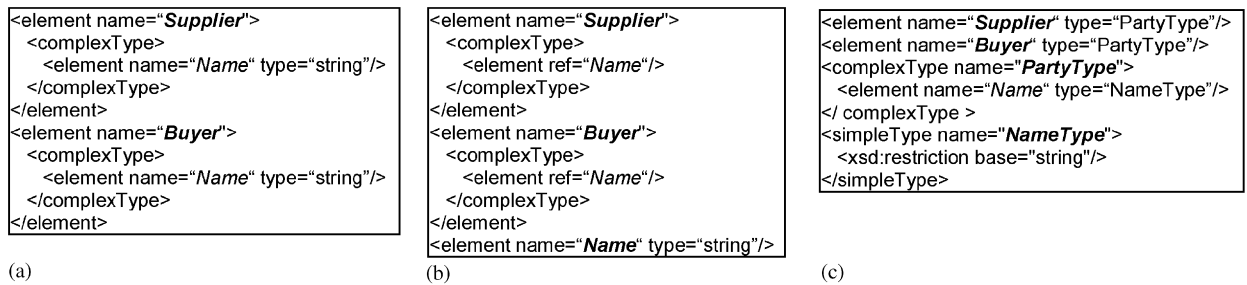 <element name=“Supplier">
<complexType>
<element name=“Name“ type=“string”/>
</complexType>
</element>
<element name=“Buyer">
<complexType>
<element name=“Name“ type=“string”/>
</complexType>
</element>
(a)
<element name=“Supplier">
<complexType>
<element ref=“Name“/>
</complexType>
</element>
<element name=“Buyer">
<complexType>
<element ref=“Name“/>
</complexType>
</element>
<element name=“Name“ type=“string”/>
(b)
<element name=“Supplier“ type=“PartyType”/>
<element name=“Buyer“ type=“PartyType”/>
<complexType name="PartyType">
<element name=“Name“ type=“NameType”/>
</ complexType >
<simpleType name="NameType">
<xsd:restriction base="string"/>
</simpleType>
(c)